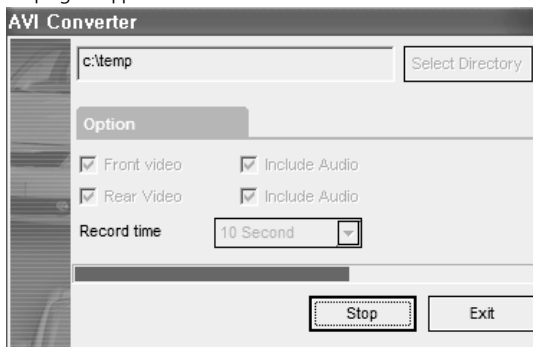 AVI Converter
c:\temp
Select Directory
Option
Front video Include Audio
Rear Video Include Audio
Record time 10 Second
Stop Exit